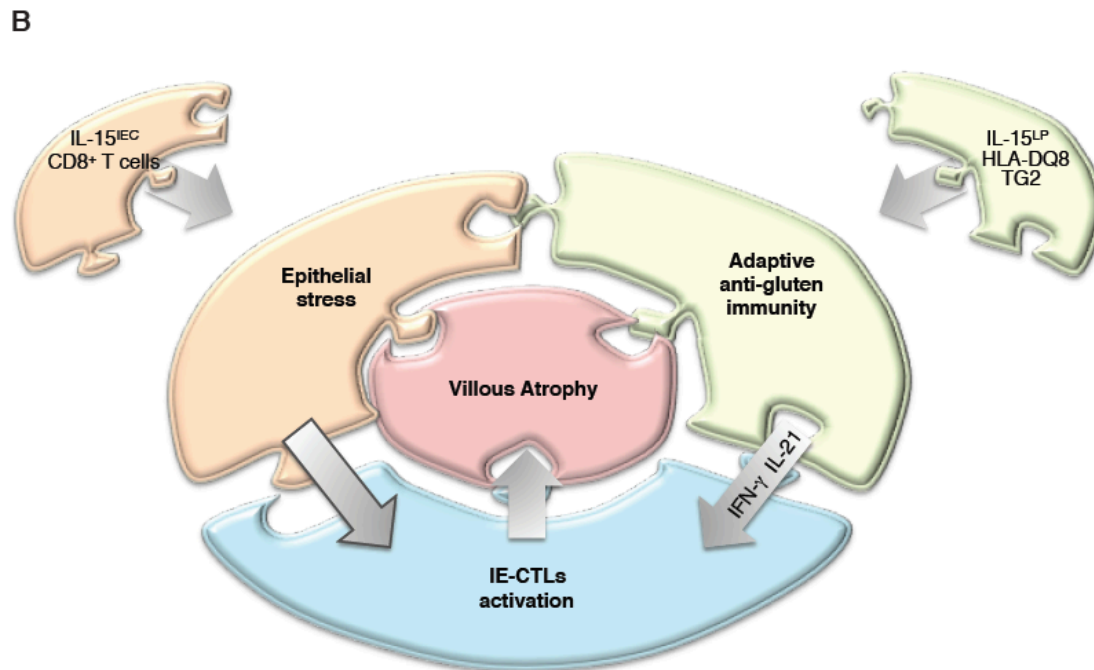 B
IL-15ᴵᴱᶜ
CD8⁺ T cells
IL-15ᴸᴾ
HLA-DQ8
TG2
Epithelial
stress
Adaptive
anti-gluten
immunity
Villous Atrophy
IFN-γ IL-21
IE-CTLs
activation